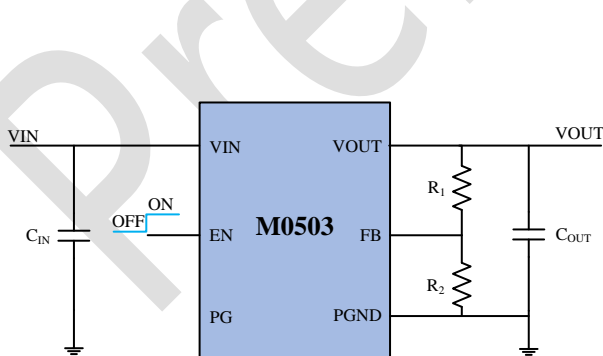 VIN
VOUT
VIN
VOUT
R1
ON
OFF
CIN
EN
M0503
FB
COUT
R2
PG
PGND